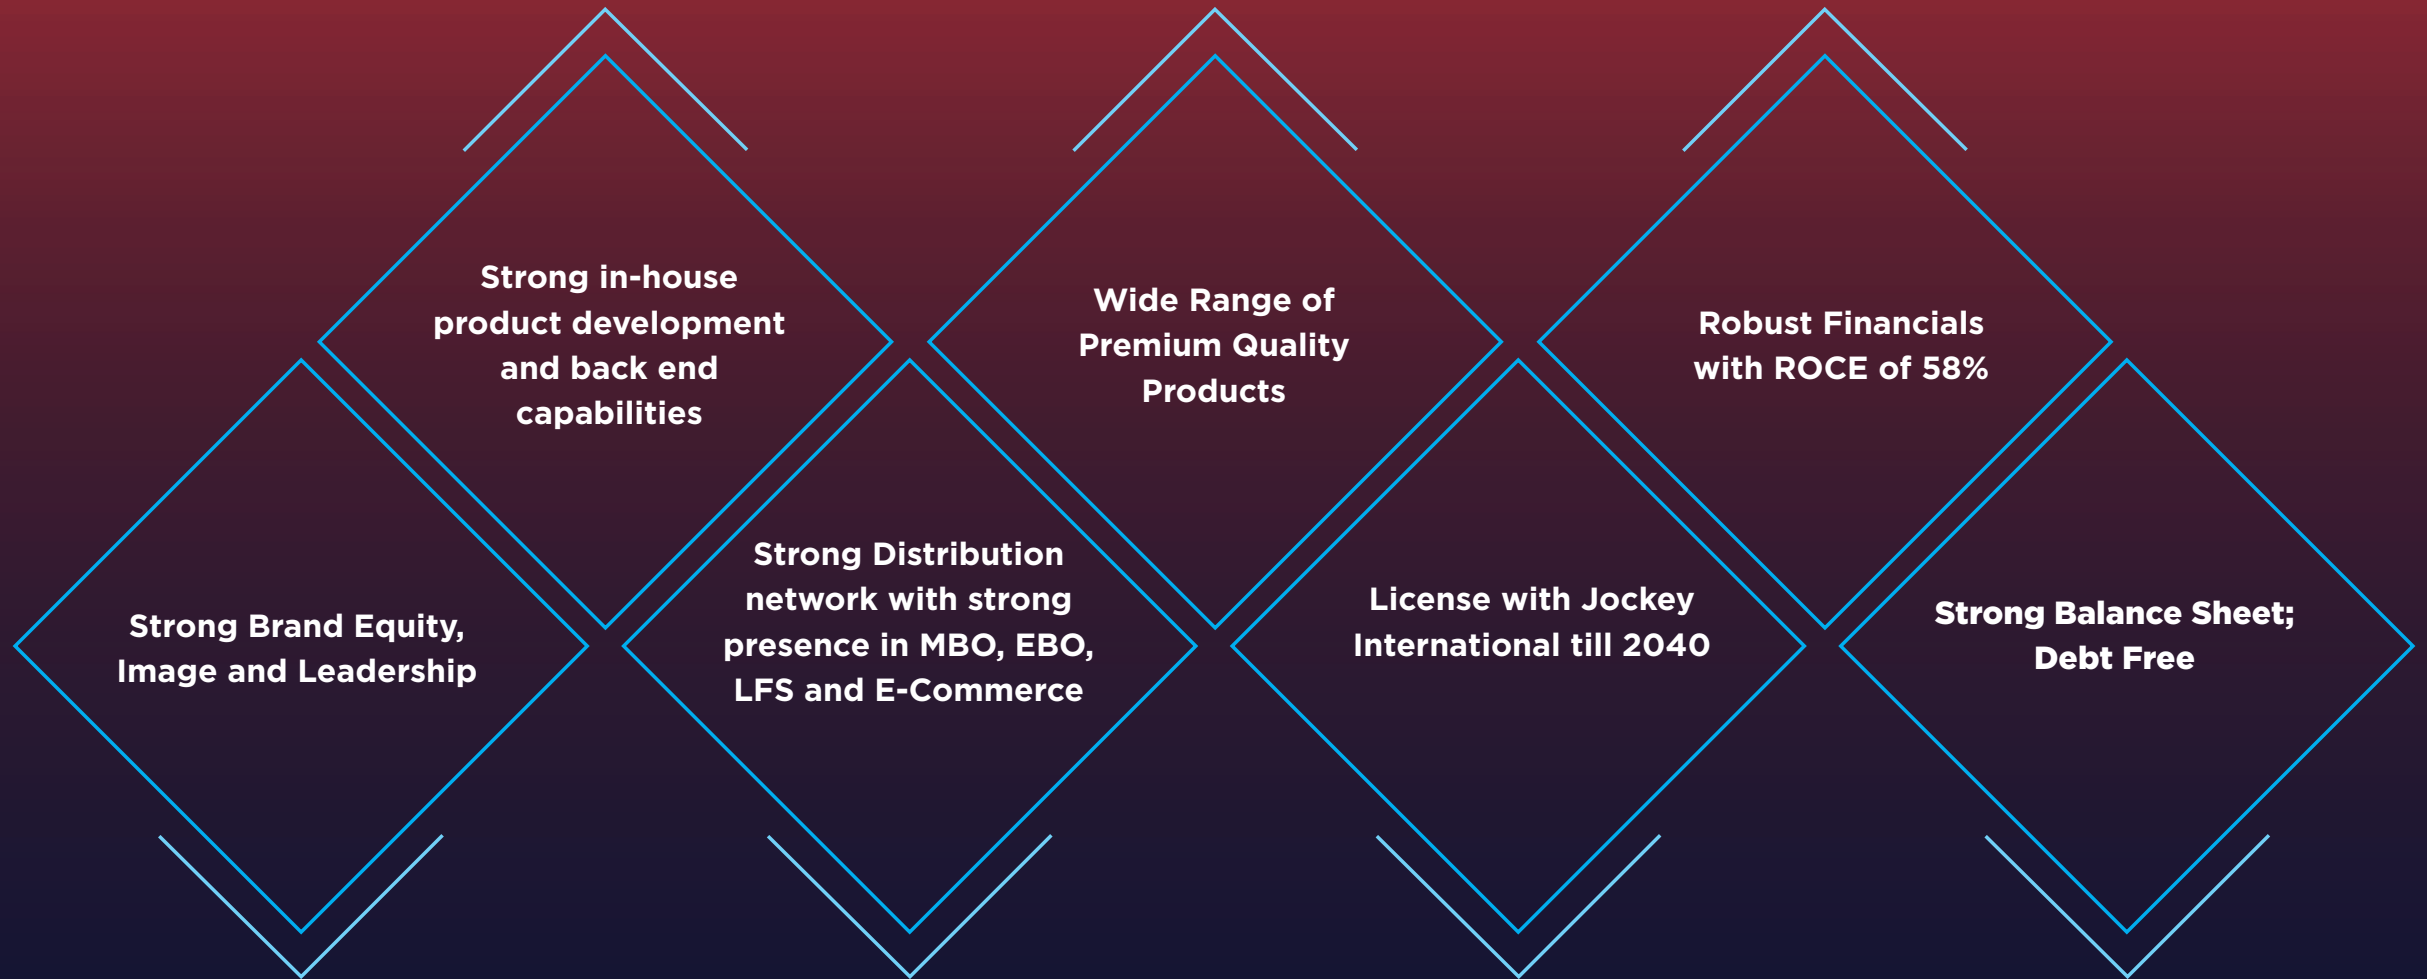 Strong in-house
product development
and back end
capabilities
Wide Range of
Premium Quality
Products
Robust Financials
with ROCE of 58%
Strong Brand Equity,
Image and Leadership
Strong Distribution
network with strong
presence in MBO, EBO,
LFS and E-Commerce
License with Jockey
International till 2040
Strong Balance Sheet;
Debt Free